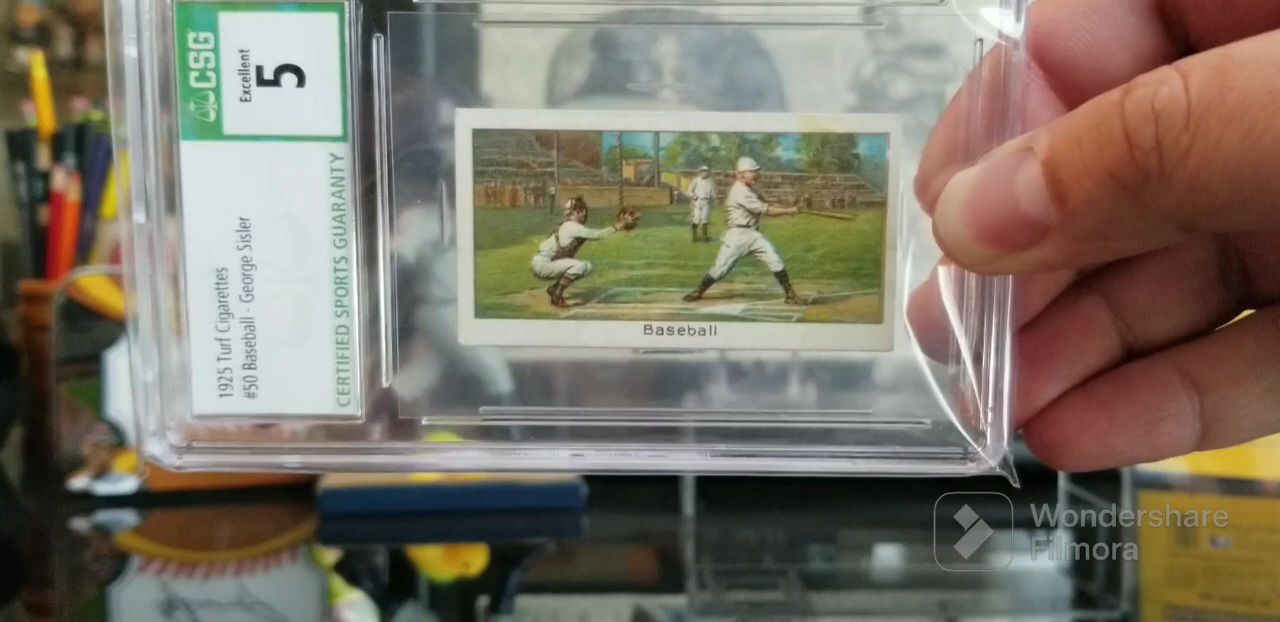 CSG
Excellent
5
1925 Turf Cigarettes
#50 Baseball - George Sisler
CERTIFIED SPORTS GUARANTY
Baseball
Wondershare
Filmora